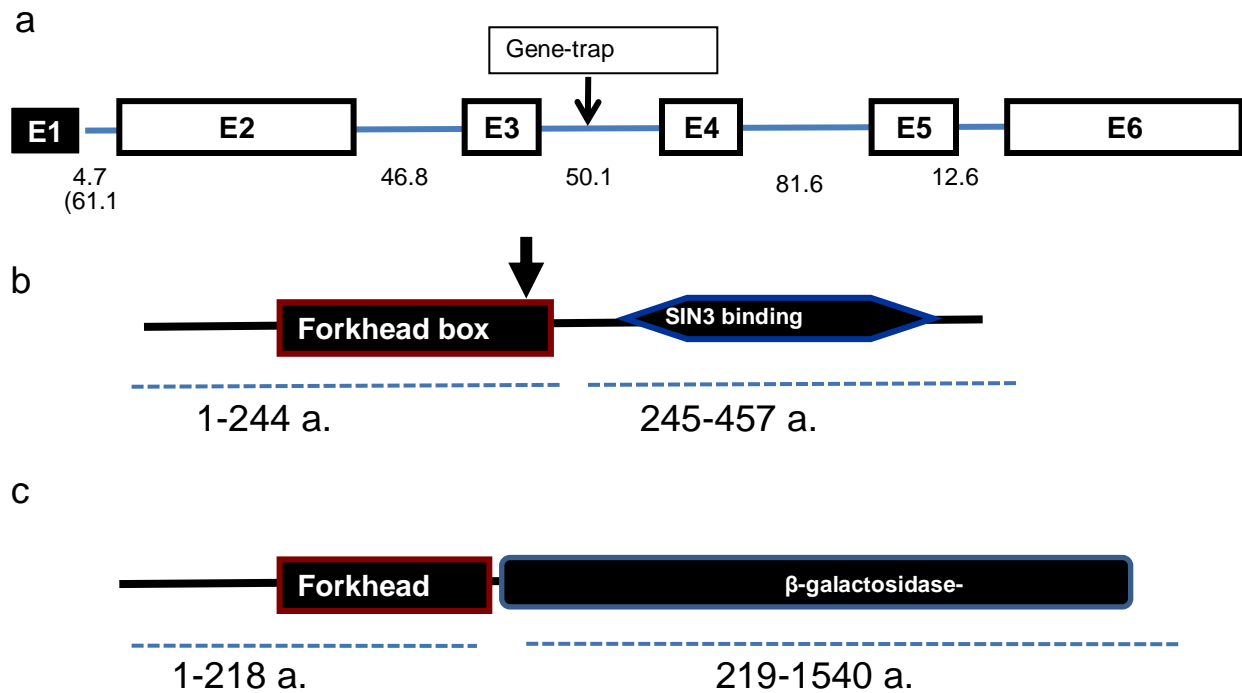 a
Gene-trap
E1 E2 E3 E4 E5 E6
4.7 46.8 50.1 81.6 12.6
(61.1
b
Forkhead box SIN3 binding
1-244 a. 245-457 a.
c
Forkhead β-galactosidase-
1-218 a. 219-1540 a.